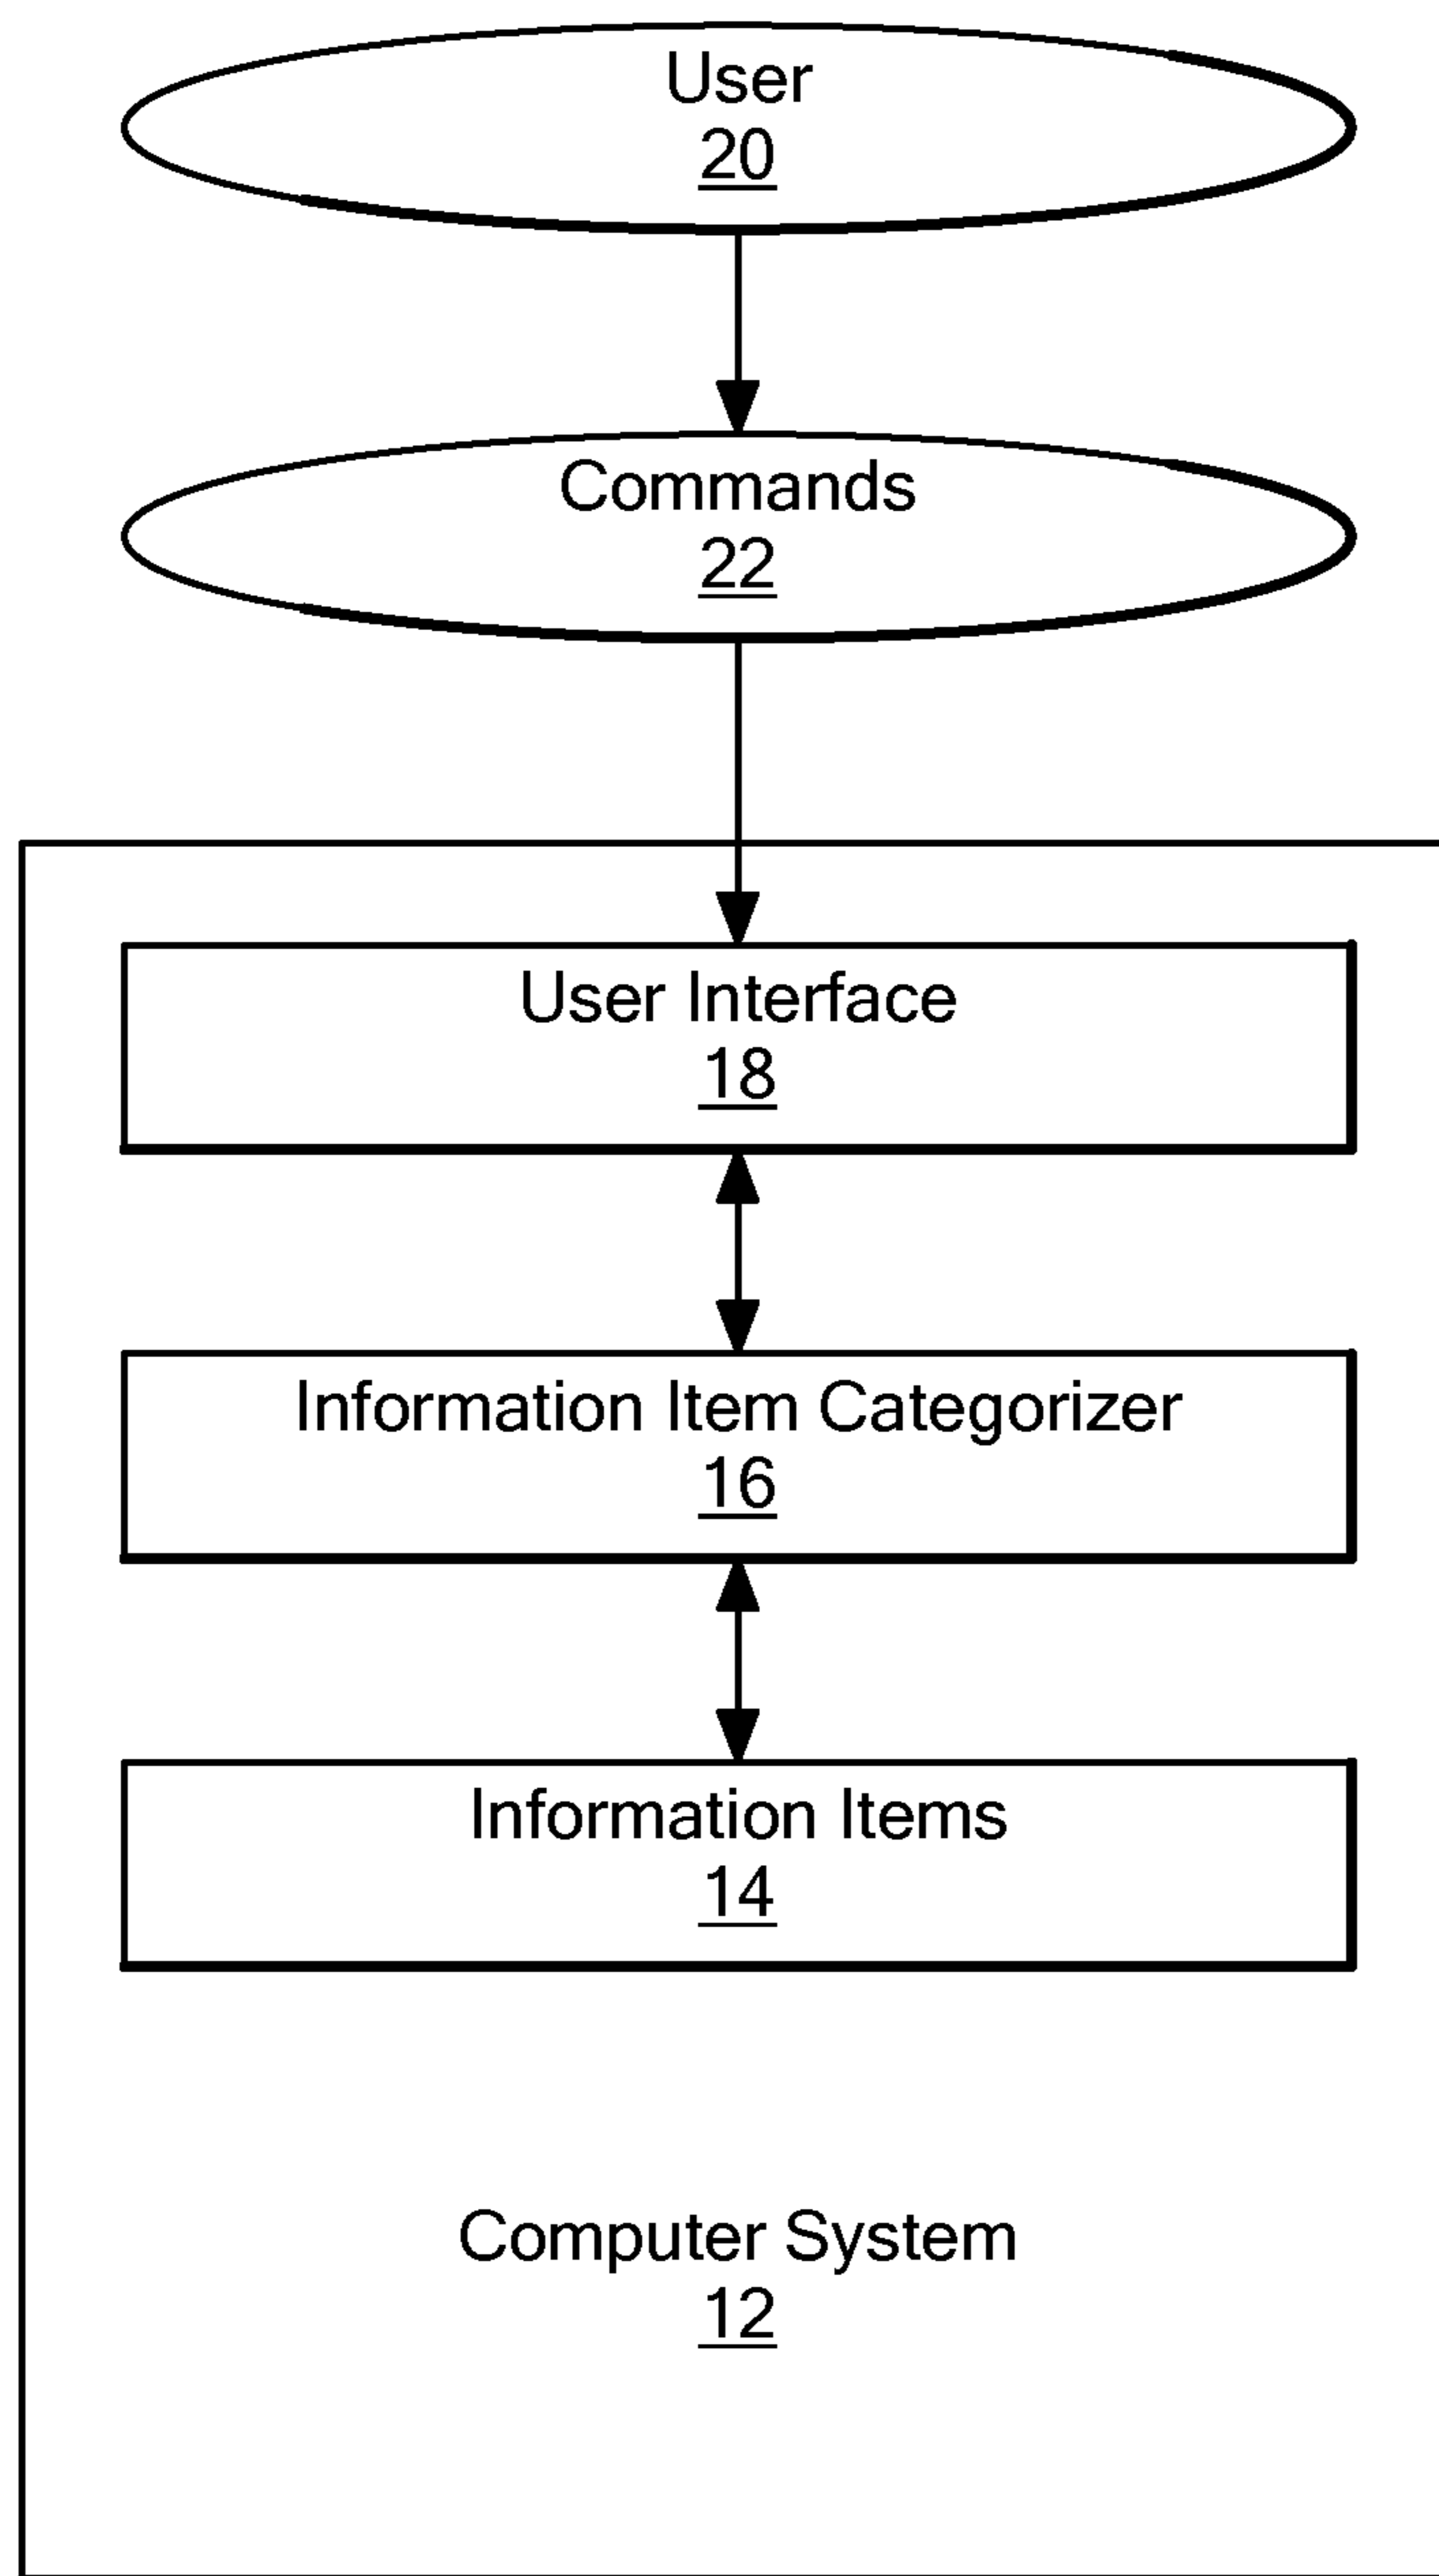 User
20
Commands
22
User Interface
18
Information Item Categorizer
16
Information Items
14
Computer System
12